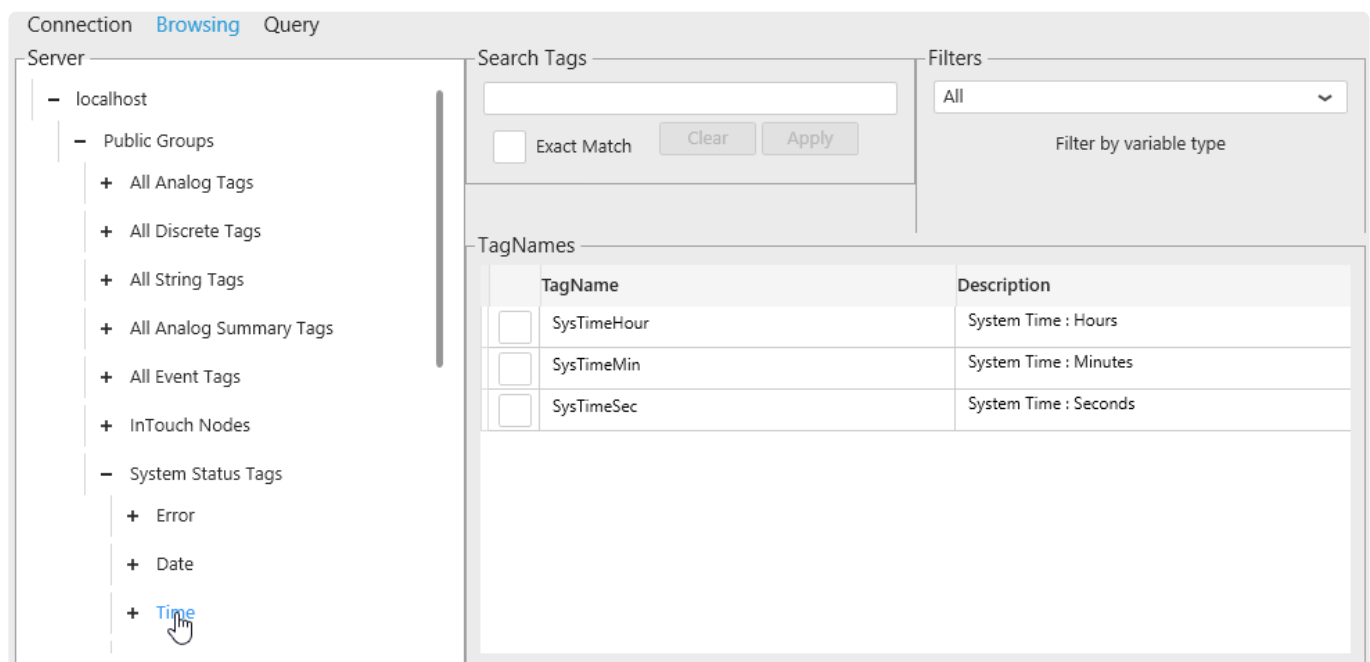 Connection Browsing Query
Server
localhost
Public Groups
All Analog Tags
All Discrete Tags
All String Tags
All Analog Summary Tags
All Event Tags
InTouch Nodes
System Status Tags
Error
Date
Time
Search Tags
Exact Match Clear Apply
Filters
All
Filter by variable type
TagNames
TagName Description
SysTimeHour System Time : Hours
SysTimeMin System Time : Minutes
SysTimeSec System Time : Seconds